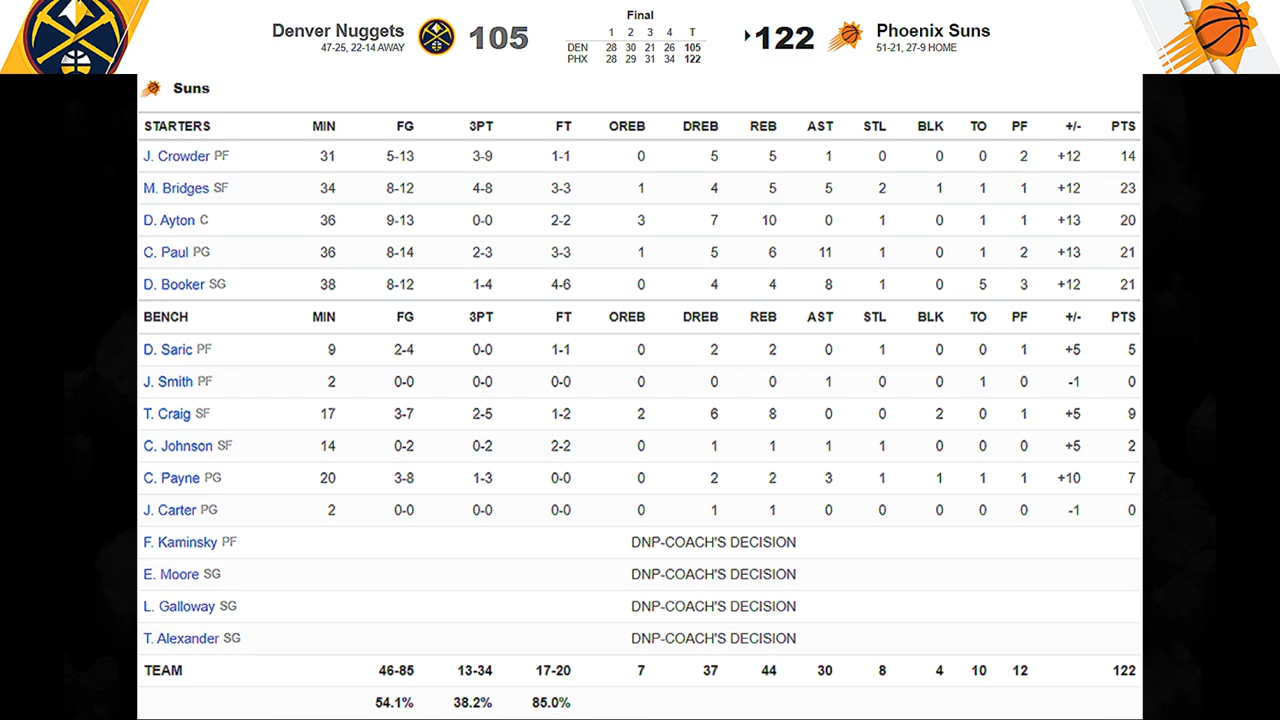 Final
Denver Nuggets 105 1 2 3 4 T 122 Phoenix Suns
47-25, 22-14 AWAY DEN 28 30 21 26 105 51-21, 27-9 HOME
PHX 28 29 31 34 122
Suns
STARTERS MIN FG 3PT FT OREB DREB REB AST STL BLK TO PF +/- PTS
J. Crowder PF 31 5-13 3-9 1-1 0 5 5 1 0 0 0 2 +12 14
M. Bridges SF 34 8-12 4-8 3-3 1 4 5 5 2 1 1 1 +12 23
D. Ayton C 36 9-13 0-0 2-2 3 7 10 0 1 0 1 1 +13 20
C. Paul PG 36 8-14 2-3 3-3 1 5 6 11 1 0 1 2 +13 21
D. Booker SG 38 8-12 1-4 4-6 0 4 4 8 1 0 5 3 +12 21
BENCH MIN FG 3PT FT OREB DREB REB AST STL BLK TO PF +/- PTS
D. Saric PF 9 2-4 0-0 1-1 0 2 2 0 1 0 0 1 +5 5
J. Smith PF 2 0-0 0-0 0-0 0 0 0 1 0 0 1 0 -1 0
T. Craig SF 17 3-7 2-5 1-2 2 6 8 0 0 2 0 1 +5 9
C. Johnson SF 14 0-2 0-2 2-2 0 1 1 1 1 0 0 0 +5 2
C. Payne PG 20 3-8 1-3 0-0 0 2 2 3 1 1 1 1 +10 7
J. Carter PG 2 0-0 0-0 0-0 0 1 1 0 0 0 0 0 -1 0
F. Kaminsky PF DNP-COACH'S DECISION
E. Moore SG DNP-COACH'S DECISION
L. Galloway SG DNP-COACH'S DECISION
T. Alexander SG DNP-COACH'S DECISION
TEAM 46-85 13-34 17-20 7 37 44 30 8 4 10 12 122
54.1% 38.2% 85.0%